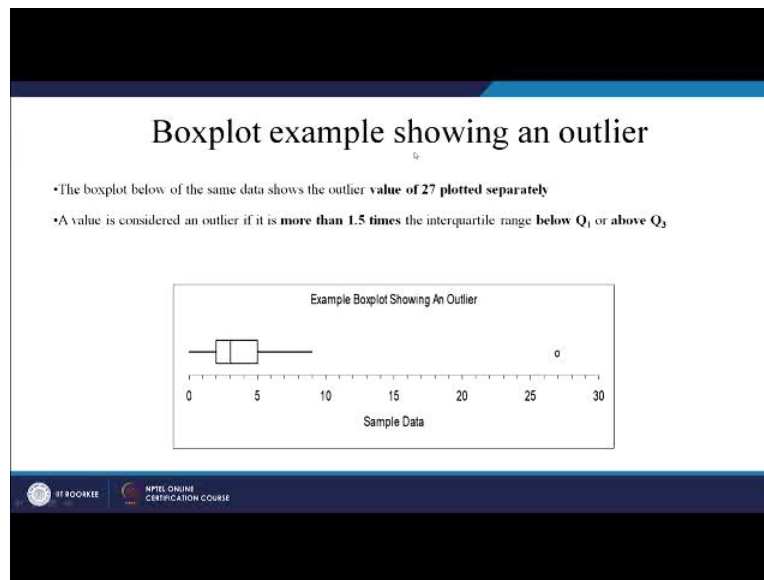 Boxplot example showing an outlier
•The boxplot below of the same data shows the outlier value of 27 plotted separately
•A value is considered an outlier if it is more than 1.5 times the interquartile range below Q₁ or above Q₃
Example Boxplot Showing An Outlier
0 5 10 15 20 25 30
Sample Data
IIT ROORKEE
NPTEL ONLINE
CERTIFICATION COURSE